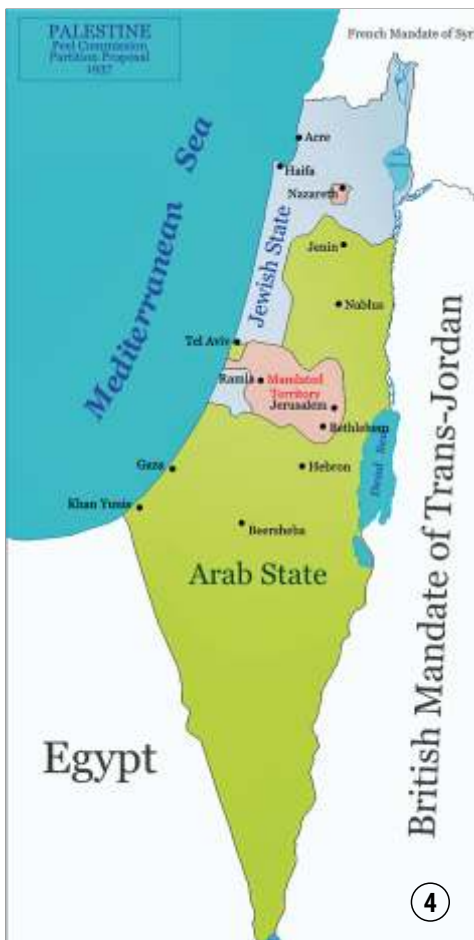 PALESTINE
Peel Commission
Partition Proposal
1937
French Mandate of Syr
Mediterranean Sea
Acre
Haifa
Nazareth
Jewish State
Jenin
Nablus
Tel Aviv
Ramla
Mandated
Territory
Jerusalem
Bethlehem
Gaza
Hebron
Dead Sea
Khan Yunis
Beersheba
Arab State
British Mandate of Trans-Jordan
Egypt
4